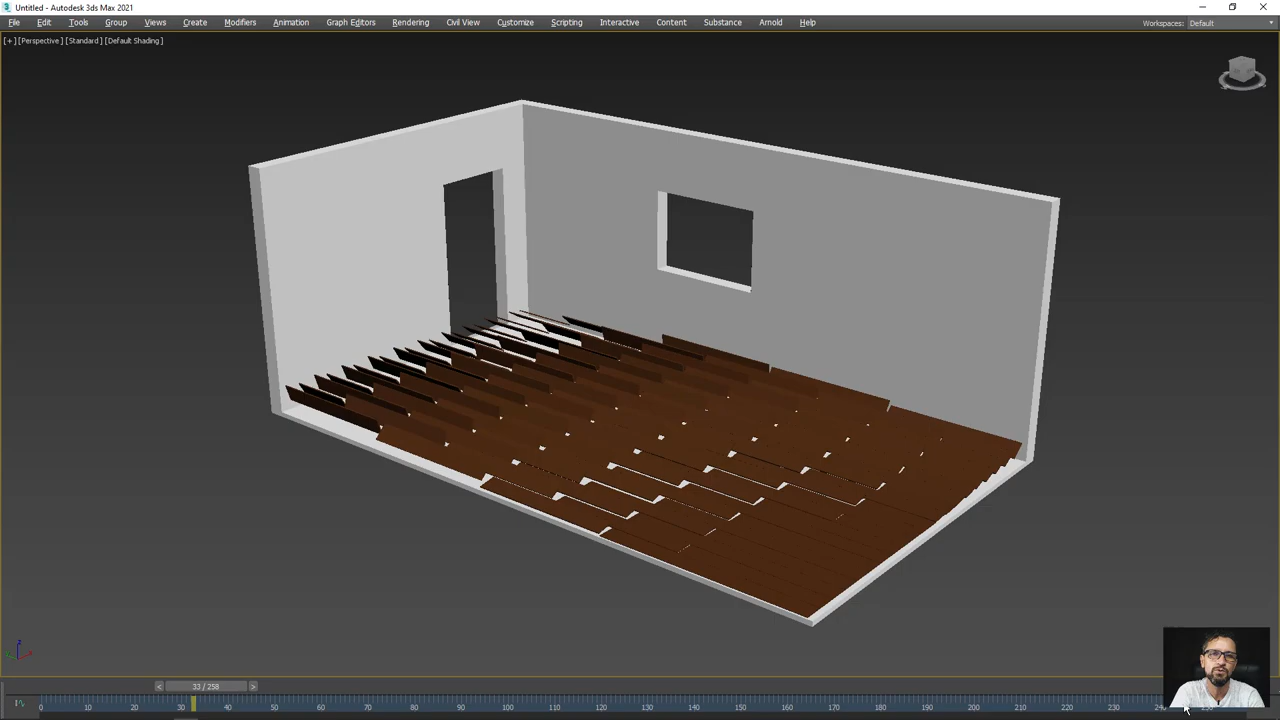 Untitled - Autodesk 3ds Max 2021
File Edit Tools Group Views Create Modifiers Animation Graph Editors Rendering Civil View Customize Scripting Interactive Content Substance Arnold Help Workspaces: Default
[+] [Perspective] [Standard] [Default Shading]
< 33 / 258 >
0 10 20 30 40 50 60 70 80 90 100 110 120 130 140 150 160 170 180 190 200 210 220 230